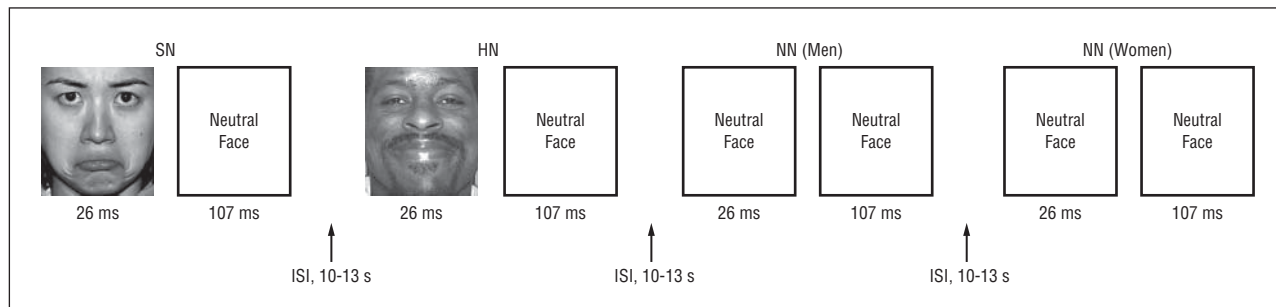 SN
HN
NN (Men)
NN (Women)
Neutral
Face
Neutral
Face
Neutral
Face
Neutral
Face
Neutral
Face
Neutral
Face
26 ms
107 ms
26 ms
107 ms
26 ms
107 ms
26 ms
107 ms
ISI, 10-13 s
ISI, 10-13 s
ISI, 10-13 s